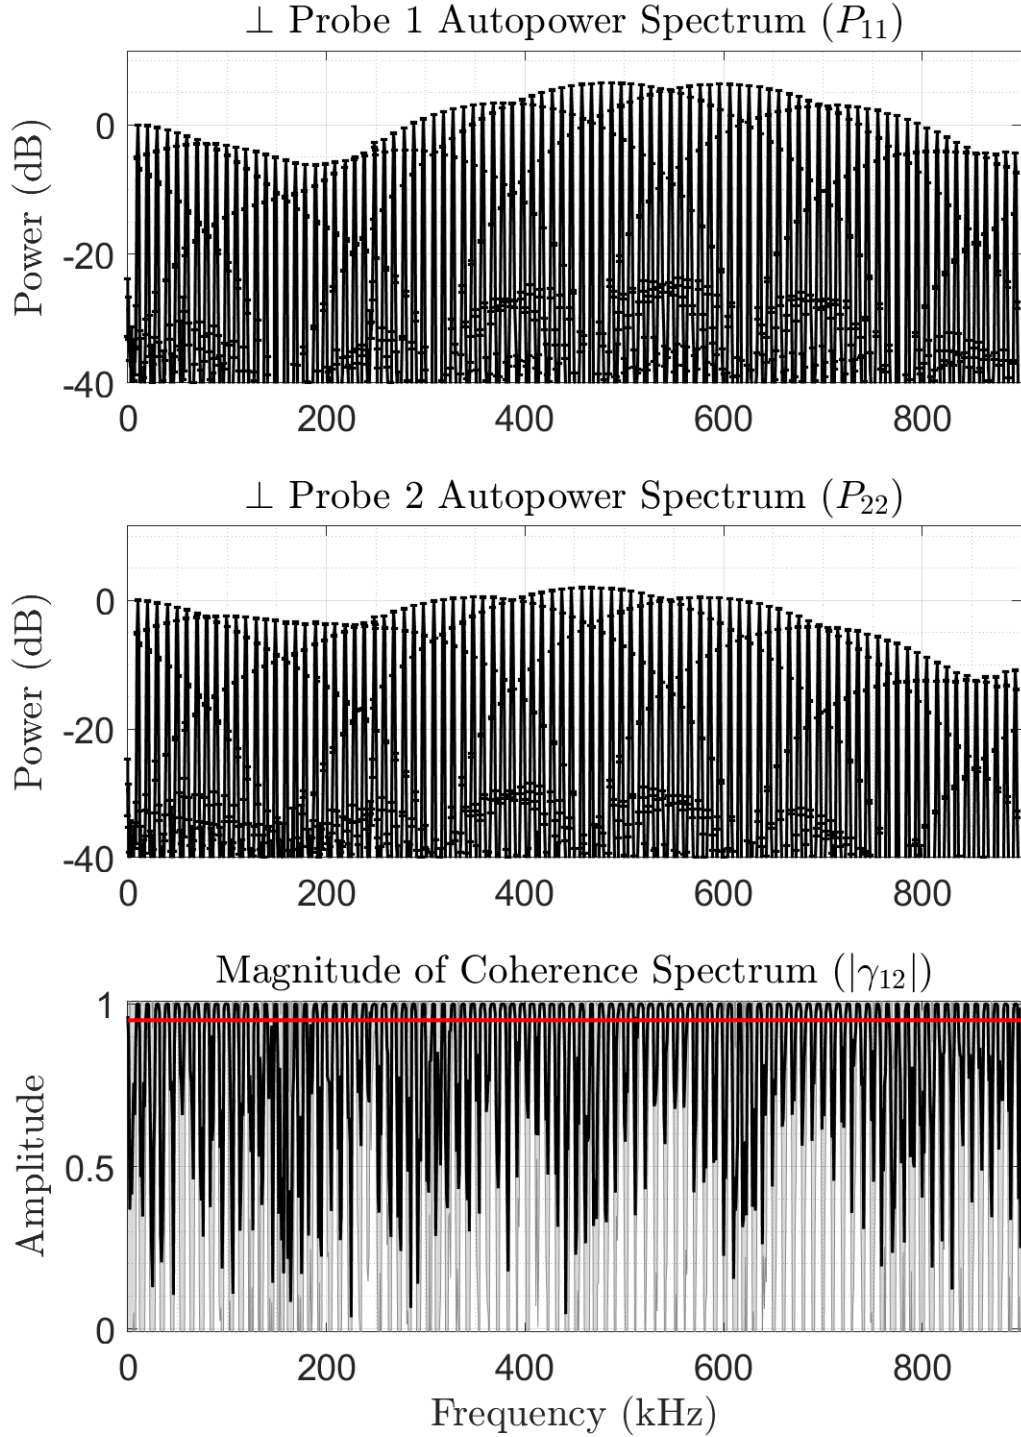 ⊥ Probe 1 Autopower Spectrum (P₁₁)
Power (dB)
0
-20
-40
0 200 400 600 800
⊥ Probe 2 Autopower Spectrum (P₂₂)
Power (dB)
0
-20
-40
0 200 400 600 800
Magnitude of Coherence Spectrum (|γ₁₂|)
Amplitude
1
0.5
0
0 200 400 600 800
Frequency (kHz)